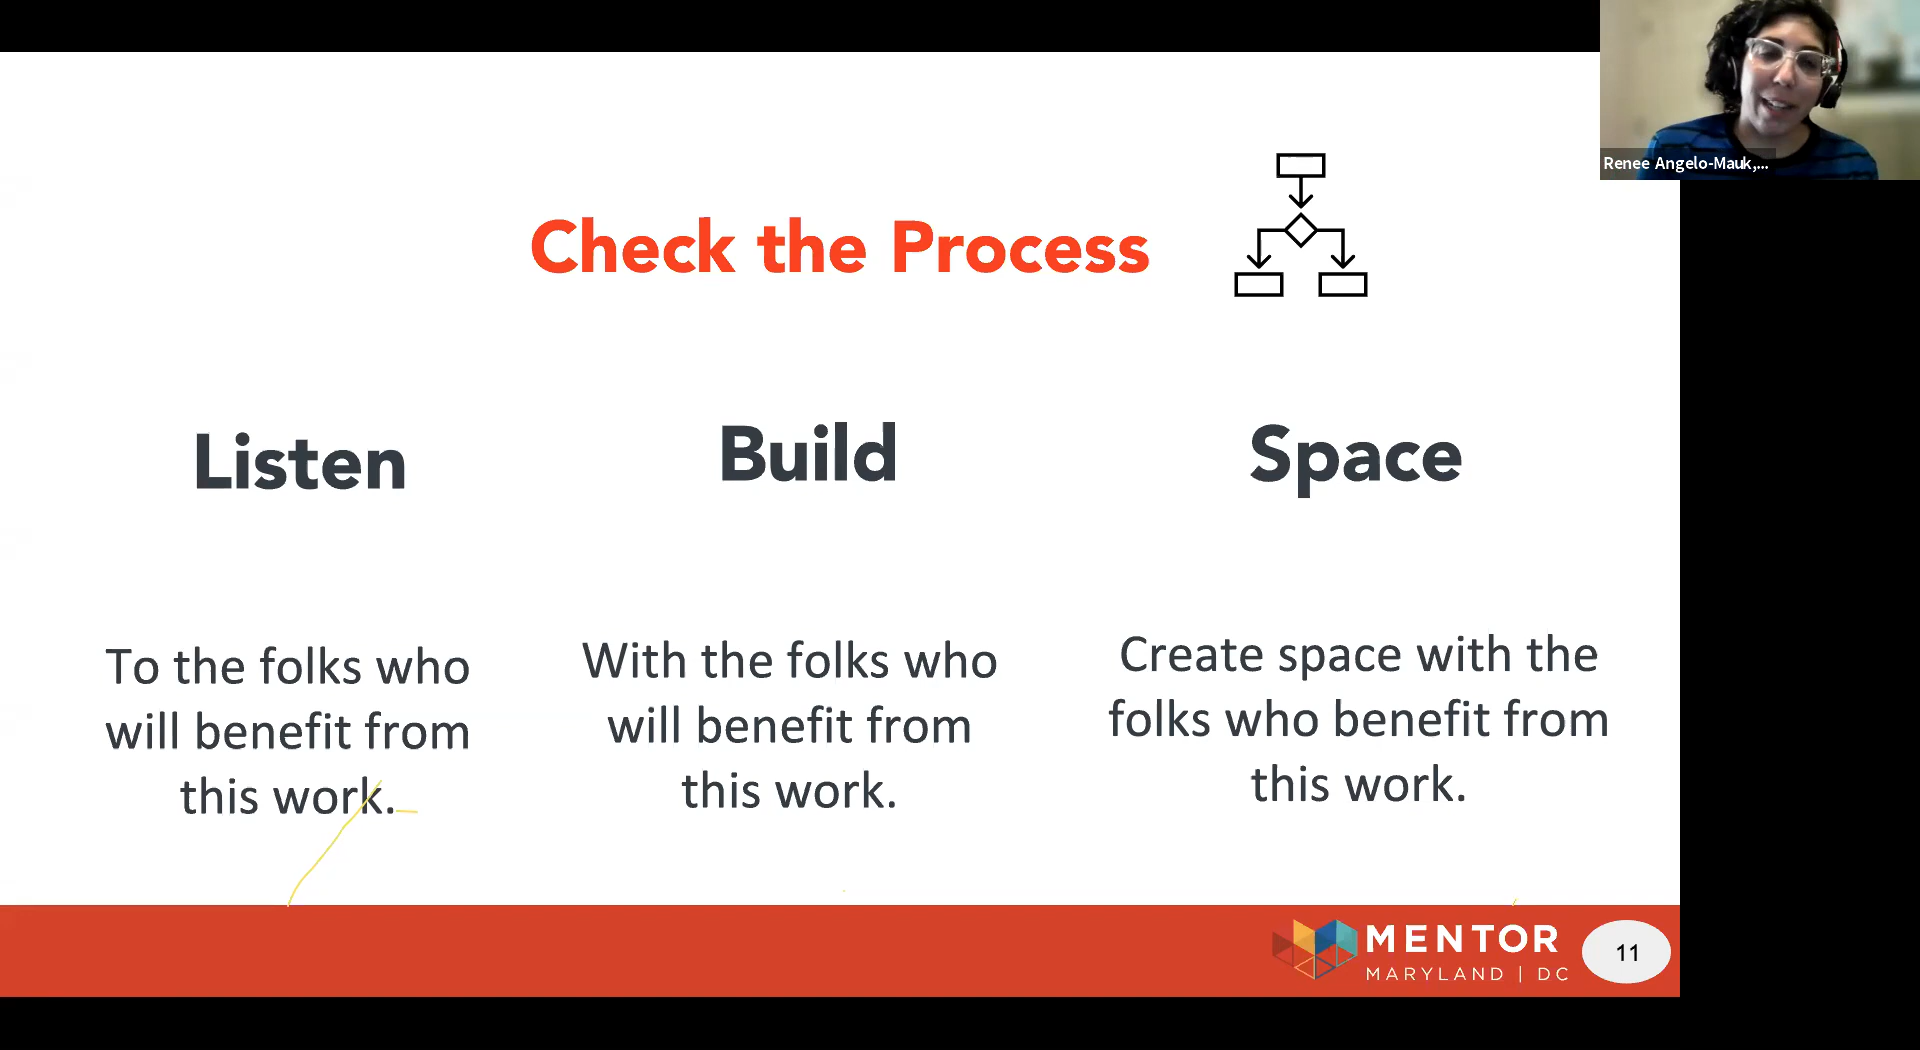 Renee Angelo-Mauk,...
Check the Process
Listen
To the folks who
will benefit from
this work.
Build
With the folks who
will benefit from
this work.
Space
Create space with the
folks who benefit from
this work.
MENTOR
MARYLAND | DC
11